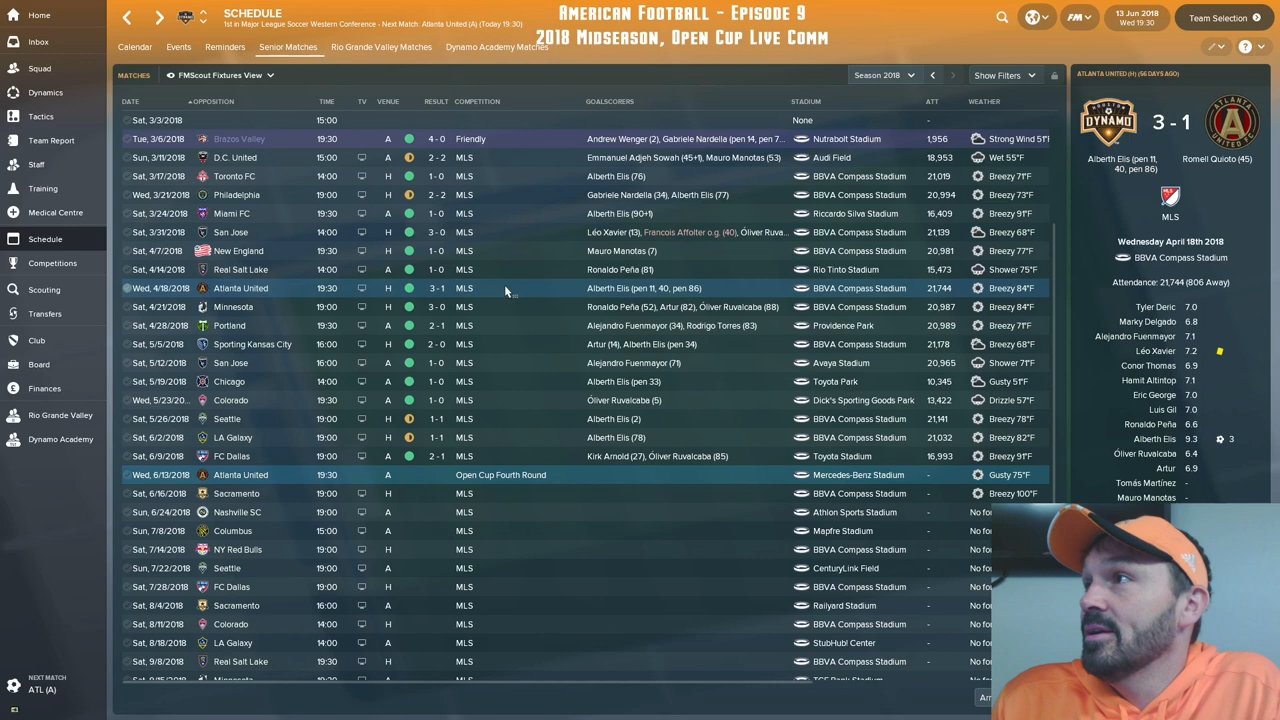 Home
Inbox
Squad
Dynamics
Tactics
Team Report
Staff
Training
Medical Centre
Schedule
Competitions
Scouting
Transfers
Club
Board
Finances
Rio Grande Valley
Dynamo Academy
NEXT MATCH
ATL (A)
SCHEDULE
1st in Major League Soccer Western Conference - Next Match: Atlanta United (A) (Today 19:30)
American Football - Episode 9
2018 Midseason, Open Cup Live Comm
FM
13 Jun 2018
Wed 19:30
Team Selection
Calendar Events Reminders Senior Matches Rio Grande Valley Matches Dynamo Academy Matches
MATCHES FMScout Fixtures View Season 2018 Show Filters
DATE OPPOSITION TIME TV VENUE RESULT COMPETITION GOALSCORERS STADIUM ATT WEATHER
Sat, 3/3/2018 15:00 None
Tue, 3/6/2018 Brazos Valley 19:30 A 4 - 0 Friendly Andrew Wenger (2), Gabriele Nardella (pen 14, pen 7... Nutrabolt Stadium 1,956 Strong Wind 51°F
Sun, 3/11/2018 D.C. United 15:00 A 2 - 2 MLS Emmanuel Adjeh Sowah (45+1), Mauro Manotas (53) Audi Field 18,953 Wet 55°F
Sat, 3/17/2018 Toronto FC 14:00 H 1 - 0 MLS Alberth Elis (76) BBVA Compass Stadium 21,019 Breezy 71°F
Wed, 3/21/2018 Philadelphia 19:30 H 2 - 2 MLS Gabriele Nardella (34), Alberth Elis (77) BBVA Compass Stadium 20,994 Breezy 73°F
Sat, 3/24/2018 Miami FC 19:30 A 1 - 0 MLS Alberth Elis (90+1) Riccardo Silva Stadium 16,409 Breezy 91°F
Sat, 3/31/2018 San Jose 14:00 H 3 - 0 MLS Léo Xavier (13), Francois Affolter o.g. (40), Óliver Ruva... BBVA Compass Stadium 21,139 Breezy 68°F
Sat, 4/7/2018 New England 19:30 H 1 - 0 MLS Mauro Manotas (7) BBVA Compass Stadium 20,981 Breezy 77°F
Sat, 4/14/2018 Real Salt Lake 14:00 A 1 - 0 MLS Ronaldo Peña (81) Rio Tinto Stadium 15,473 Shower 75°F
Wed, 4/18/2018 Atlanta United 19:30 H 3 - 1 MLS Alberth Elis (pen 11, 40, pen 86) BBVA Compass Stadium 21,744 Breezy 84°F
Sat, 4/21/2018 Minnesota 19:00 H 3 - 0 MLS Ronaldo Peña (52), Artur (82), Óliver Ruvalcaba (88) BBVA Compass Stadium 20,987 Breezy 84°F
Sat, 4/28/2018 Portland 19:30 A 2 - 1 MLS Alejandro Fuenmayor (34), Rodrigo Torres (83) Providence Park 20,989 Breezy 71°F
Sat, 5/5/2018 Sporting Kansas City 16:00 H 2 - 0 MLS Artur (14), Alberth Elis (pen 34) BBVA Compass Stadium 21,178 Breezy 68°F
Sat, 5/12/2018 San Jose 16:00 A 1 - 0 MLS Alejandro Fuenmayor (71) Avaya Stadium 20,965 Shower 71°F
Sat, 5/19/2018 Chicago 14:00 A 1 - 0 MLS Alberth Elis (pen 33) Toyota Park 10,345 Gusty 51°F
Wed, 5/23/20... Colorado 19:30 A 1 - 0 MLS Óliver Ruvalcaba (5) Dick's Sporting Goods Park 13,422 Drizzle 57°F
Sat, 5/26/2018 Seattle 19:00 H 1 - 1 MLS Alberth Elis (2) BBVA Compass Stadium 21,141 Breezy 78°F
Sat, 6/2/2018 LA Galaxy 19:00 H 1 - 1 MLS Alberth Elis (78) BBVA Compass Stadium 21,032 Breezy 82°F
Sat, 6/9/2018 FC Dallas 19:00 A 2 - 1 MLS Kirk Arnold (27), Óliver Ruvalcaba (85) Toyota Stadium 16,993 Breezy 91°F
Wed, 6/13/2018 Atlanta United 19:30 A Open Cup Fourth Round Mercedes-Benz Stadium - Gusty 75°F
Sat, 6/16/2018 Sacramento 19:00 H MLS BBVA Compass Stadium - Breezy 100°F
Sun, 6/24/2018 Nashville SC 19:00 A MLS Athlon Sports Stadium - No fo
Sun, 7/8/2018 Columbus 15:00 A MLS Mapfre Stadium - No fo
Sat, 7/14/2018 NY Red Bulls 19:00 H MLS BBVA Compass Stadium - No fo
Sun, 7/22/2018 Seattle 19:00 A MLS CenturyLink Field - No fo
Sat, 7/28/2018 FC Dallas 19:00 H MLS BBVA Compass Stadium - No fo
Sat, 8/4/2018 Sacramento 16:00 A MLS Railyard Stadium - No fo
Sat, 8/11/2018 Colorado 14:00 H MLS BBVA Compass Stadium - No fo
Sat, 8/18/2018 LA Galaxy 14:00 A MLS StubHub! Center - No fo
Sat, 9/8/2018 Real Salt Lake 19:30 H MLS BBVA Compass Stadium - No fo
ATLANTA UNITED (H) (56 DAYS AGO)
HOUSTON DYNAMO 3 - 1 ATLANTA UNITED FC
Alberth Elis (pen 11, 40, pen 86)
Romell Quioto (45)
MLS
Wednesday April 18th 2018
BBVA Compass Stadium
Attendance: 21,744 (806 Away)
Tyler Deric 7.0
Marky Delgado 6.8
Alejandro Fuenmayor 7.1
Léo Xavier 7.2
Conor Thomas 6.9
Hamit Altintop 7.1
Eric George 7.0
Luis Gil 7.0
Ronaldo Peña 6.6
Alberth Elis 9.3 3
Óliver Ruvalcaba 6.4
Artur 6.9
Tomás Martínez -
Mauro Manotas -